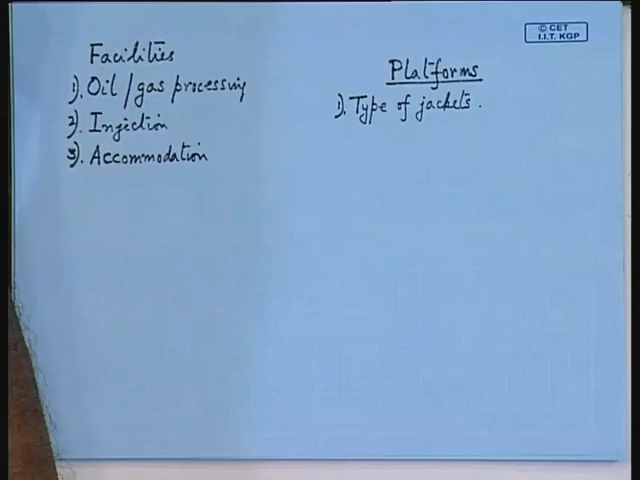 © CET
I.I.T. KGP
Facilities
1). Oil / gas processing
2). Injection
3). Accommodation
Platforms
1). Type of jackets.